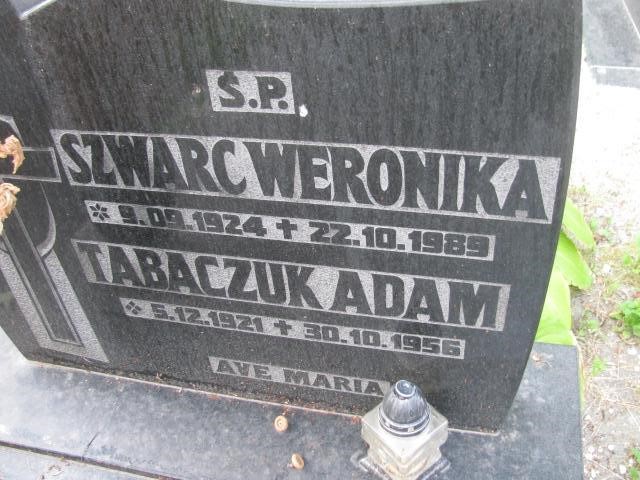 Ś.P.
SZWARC WERONIKA
* 9.09.1924 + 22.10.1989
TABACZUK ADAM
* 5.12.1921 + 30.10.1956
AVE MARIA